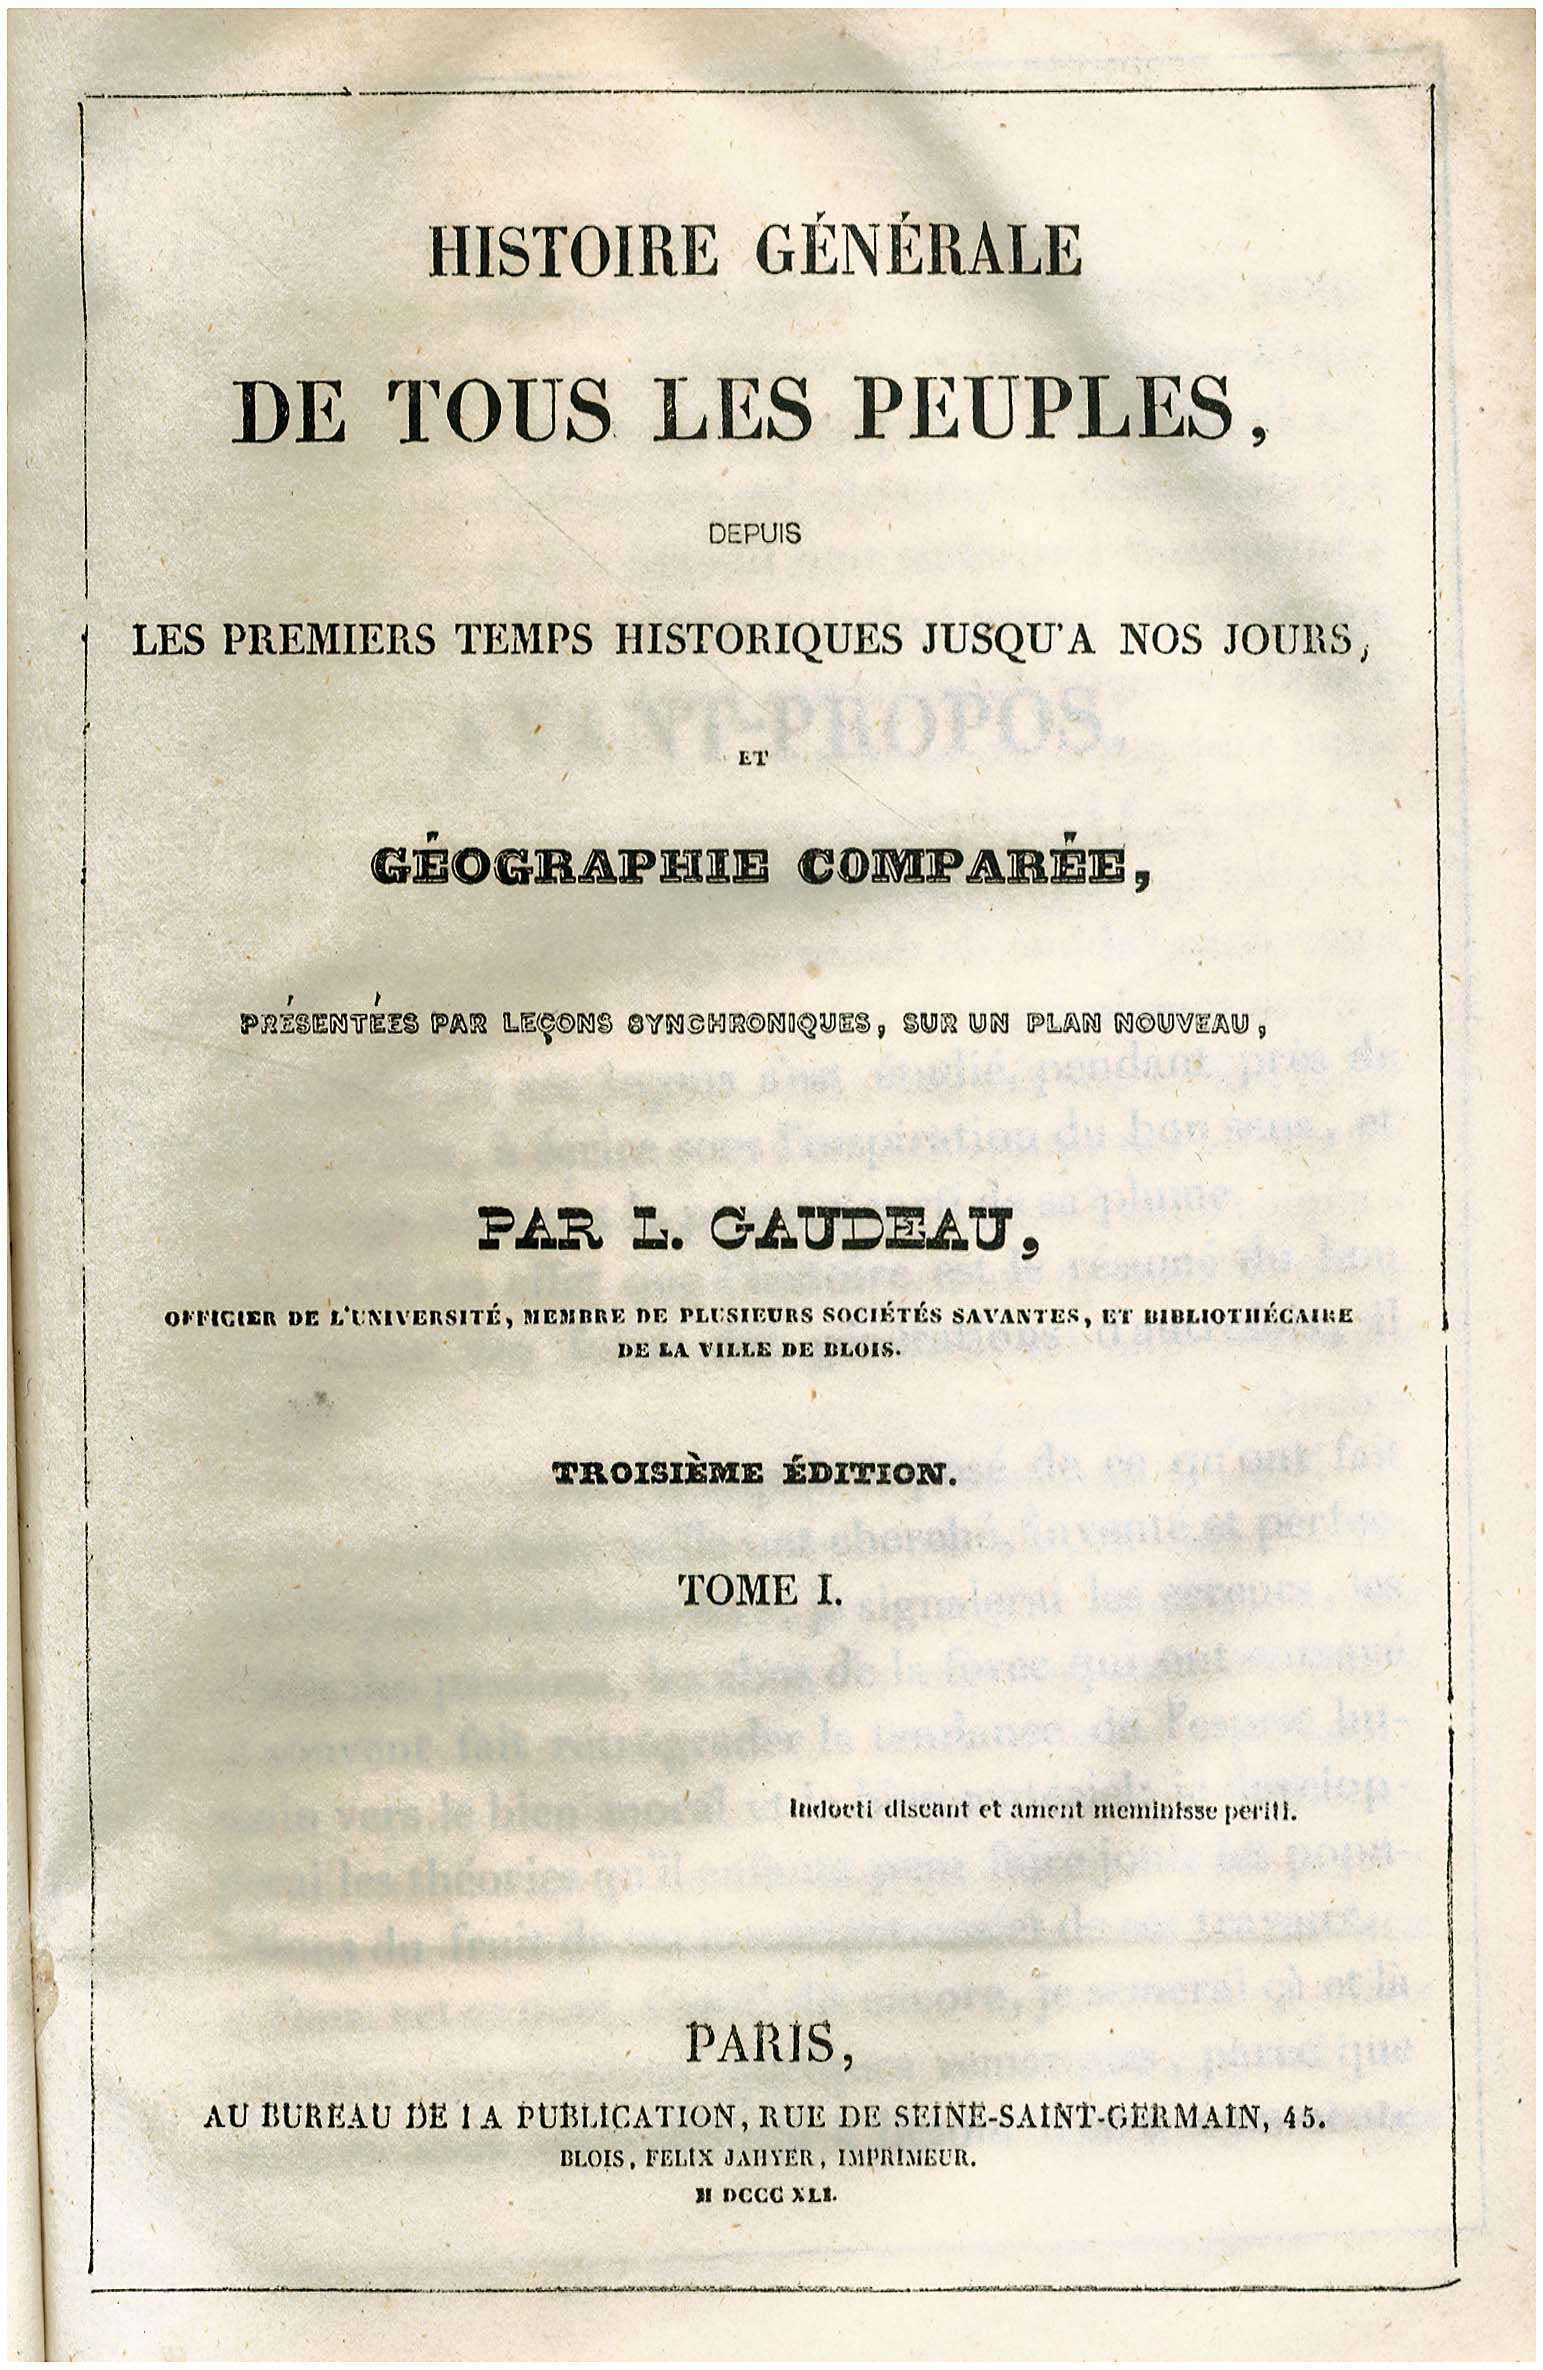 HISTOIRE GÉNÉRALE
DE TOUS LES PEUPLES,
DEPUIS
LES PREMIERS TEMPS HISTORIQUES JUSQU'A NOS JOURS,
ET
GÉOGRAPHIE COMPARÉE,
PRÉSENTÉES PAR LEÇONS SYNCHRONIQUES, SUR UN PLAN NOUVEAU,
PAR L. GAUDEAU,
OFFICIER DE L'UNIVERSITÉ, MEMBRE DE PLUSIEURS SOCIÉTÉS SAVANTES, ET BIBLIOTHÉCAIRE
DE LA VILLE DE BLOIS.
TROISIÈME ÉDITION.
TOME I.
Indocti discant et ament meminisse periti.
PARIS,
AU BUREAU DE LA PUBLICATION, RUE DE SEINE-SAINT-GERMAIN, 45.
BLOIS, FELIX JAHYER, IMPRIMEUR.
M DCCC XLI.